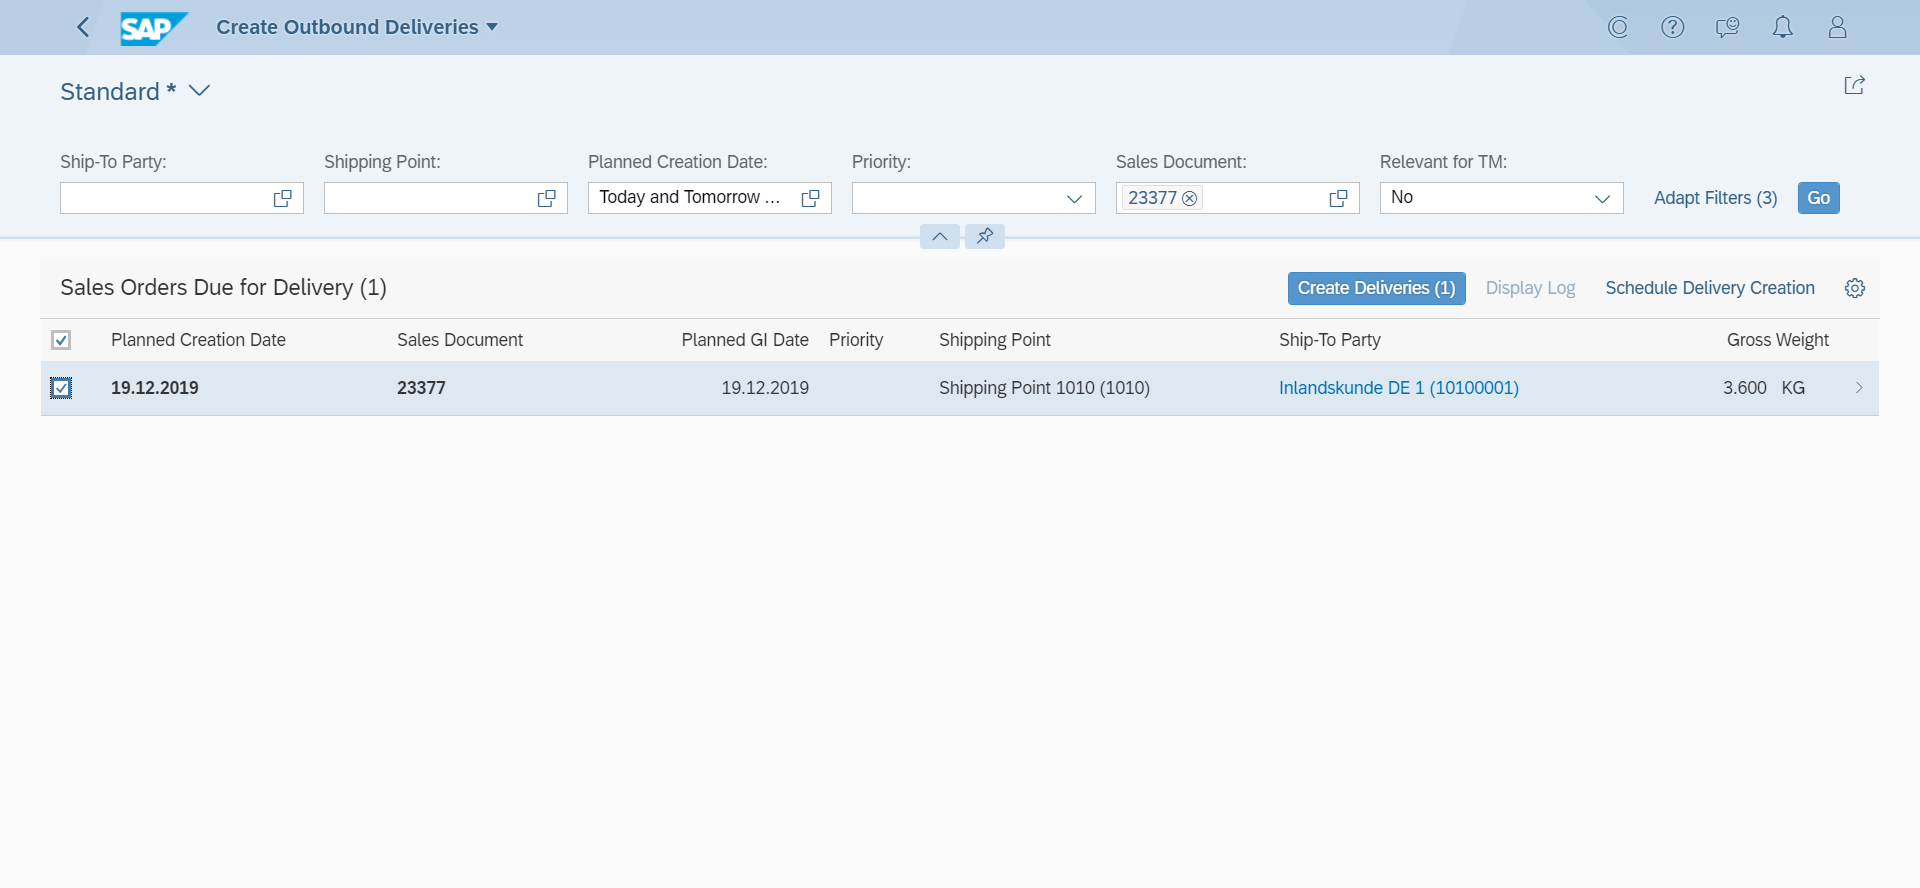 SAP Create Outbound Deliveries
Standard *
Ship-To Party: Shipping Point: Planned Creation Date: Priority: Sales Document: Relevant for TM:
Today and Tomorrow ... 23377 No Adapt Filters (3) Go
Sales Orders Due for Delivery (1) Create Deliveries (1) Display Log Schedule Delivery Creation
Planned Creation Date Sales Document Planned GI Date Priority Shipping Point Ship-To Party Gross Weight
19.12.2019 23377 19.12.2019 Shipping Point 1010 (1010) Inlandskunde DE 1 (10100001) 3.600 KG